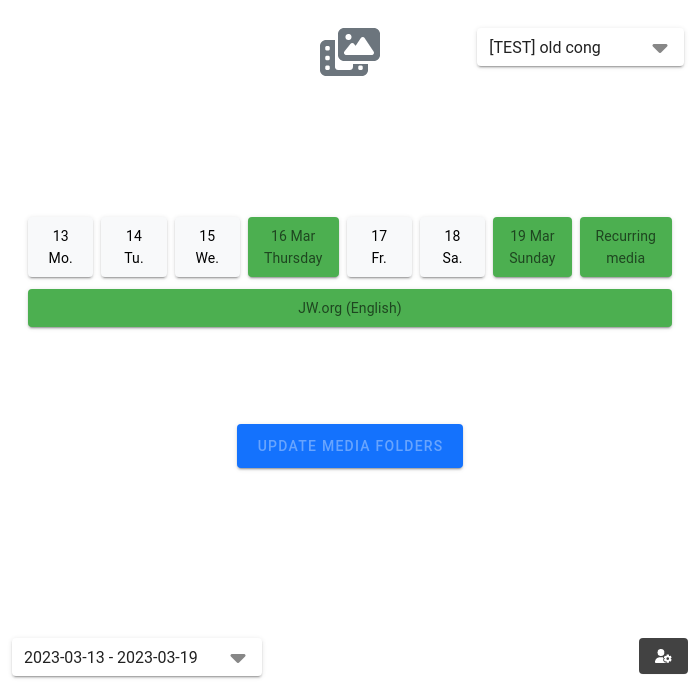 [TEST] old cong
13
Mo.
14
Tu.
15
We.
16 Mar
Thursday
17
Fr.
18
Sa.
19 Mar
Sunday
Recurring
media
JW.org (English)
UPDATE MEDIA FOLDERS
2023-03-13 - 2023-03-19